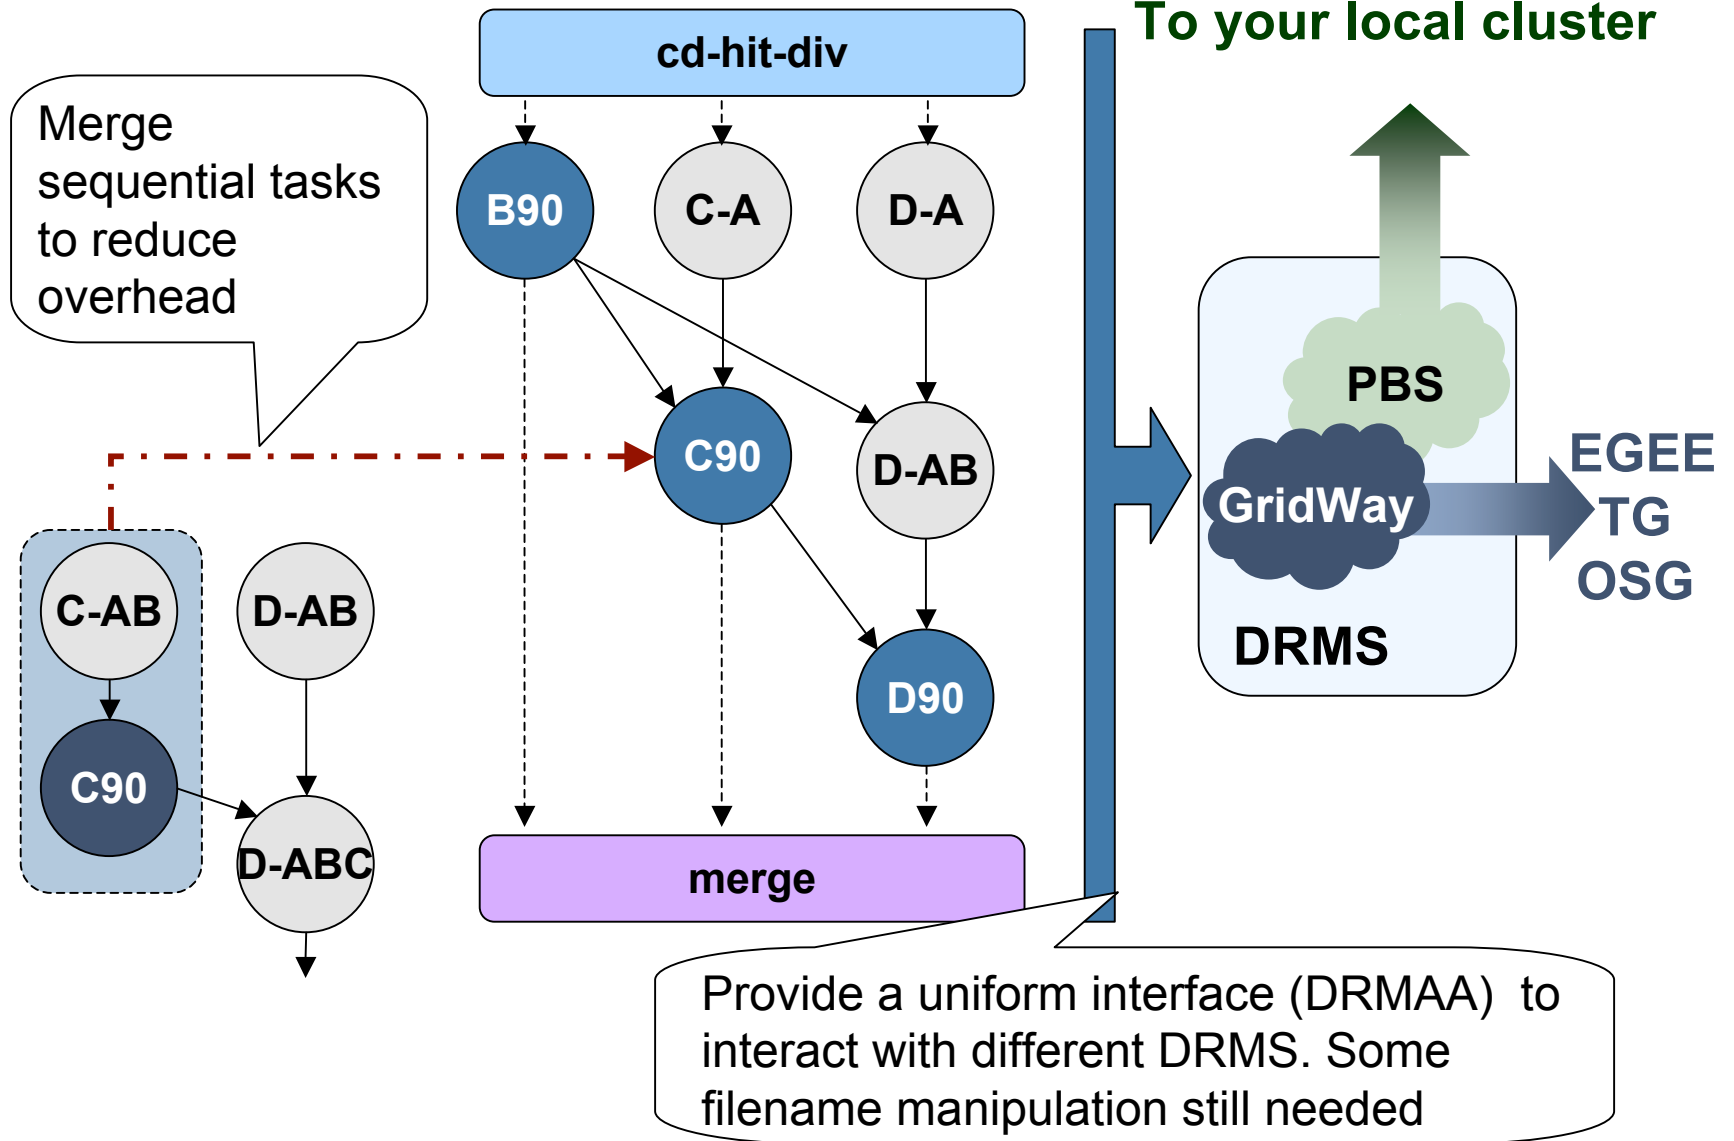 To your local cluster
cd-hit-div
Merge
sequential tasks
to reduce
overhead
B90
C-A
D-A
C90
D-AB
D90
merge
C-AB
D-AB
C90
D-ABC
PBS
GridWay
DRMS
EGEE
TG
OSG
Provide a uniform interface (DRMAA) to
interact with different DRMS. Some
filename manipulation still needed